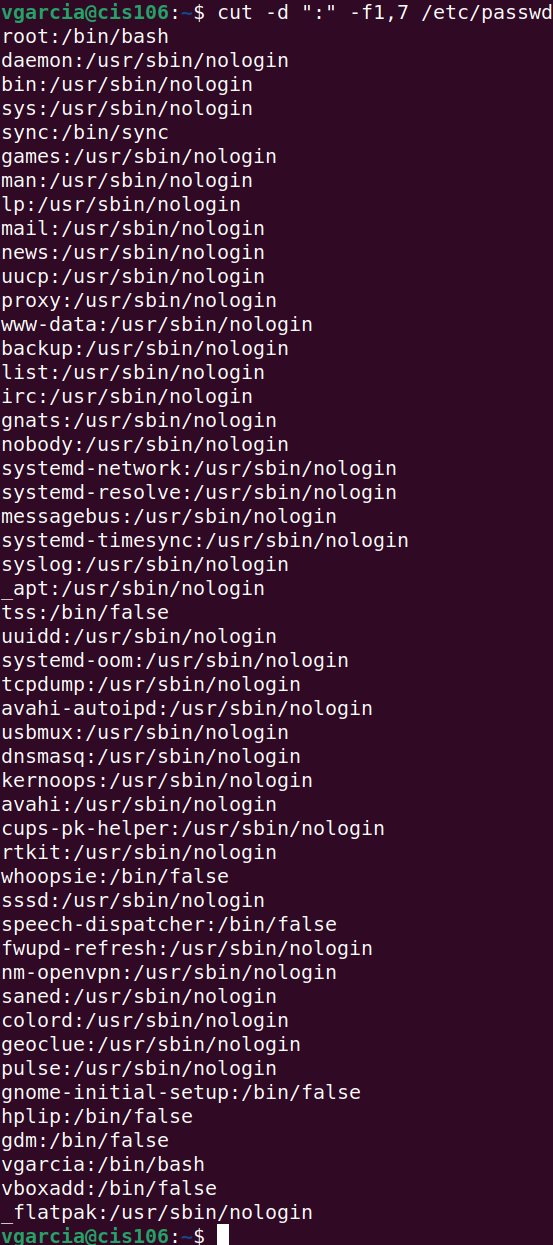 vgarcia@cis106:~$ cut -d ":" -f1,7 /etc/passwd
root:/bin/bash
daemon:/usr/sbin/nologin
bin:/usr/sbin/nologin
sys:/usr/sbin/nologin
sync:/bin/sync
games:/usr/sbin/nologin
man:/usr/sbin/nologin
lp:/usr/sbin/nologin
mail:/usr/sbin/nologin
news:/usr/sbin/nologin
uucp:/usr/sbin/nologin
proxy:/usr/sbin/nologin
www-data:/usr/sbin/nologin
backup:/usr/sbin/nologin
list:/usr/sbin/nologin
irc:/usr/sbin/nologin
gnats:/usr/sbin/nologin
nobody:/usr/sbin/nologin
systemd-network:/usr/sbin/nologin
systemd-resolve:/usr/sbin/nologin
messagebus:/usr/sbin/nologin
systemd-timesync:/usr/sbin/nologin
syslog:/usr/sbin/nologin
_apt:/usr/sbin/nologin
tss:/bin/false
uuidd:/usr/sbin/nologin
systemd-oom:/usr/sbin/nologin
tcpdump:/usr/sbin/nologin
avahi-autoipd:/usr/sbin/nologin
usbmux:/usr/sbin/nologin
dnsmasq:/usr/sbin/nologin
kernoops:/usr/sbin/nologin
avahi:/usr/sbin/nologin
cups-pk-helper:/usr/sbin/nologin
rtkit:/usr/sbin/nologin
whoopsie:/bin/false
sssd:/usr/sbin/nologin
speech-dispatcher:/bin/false
fwupd-refresh:/usr/sbin/nologin
nm-openvpn:/usr/sbin/nologin
saned:/usr/sbin/nologin
colord:/usr/sbin/nologin
geoclue:/usr/sbin/nologin
pulse:/usr/sbin/nologin
gnome-initial-setup:/bin/false
hplip:/bin/false
gdm:/bin/false
vgarcia:/bin/bash
vboxadd:/bin/false
_flatpak:/usr/sbin/nologin
vgarcia@cis106:~$